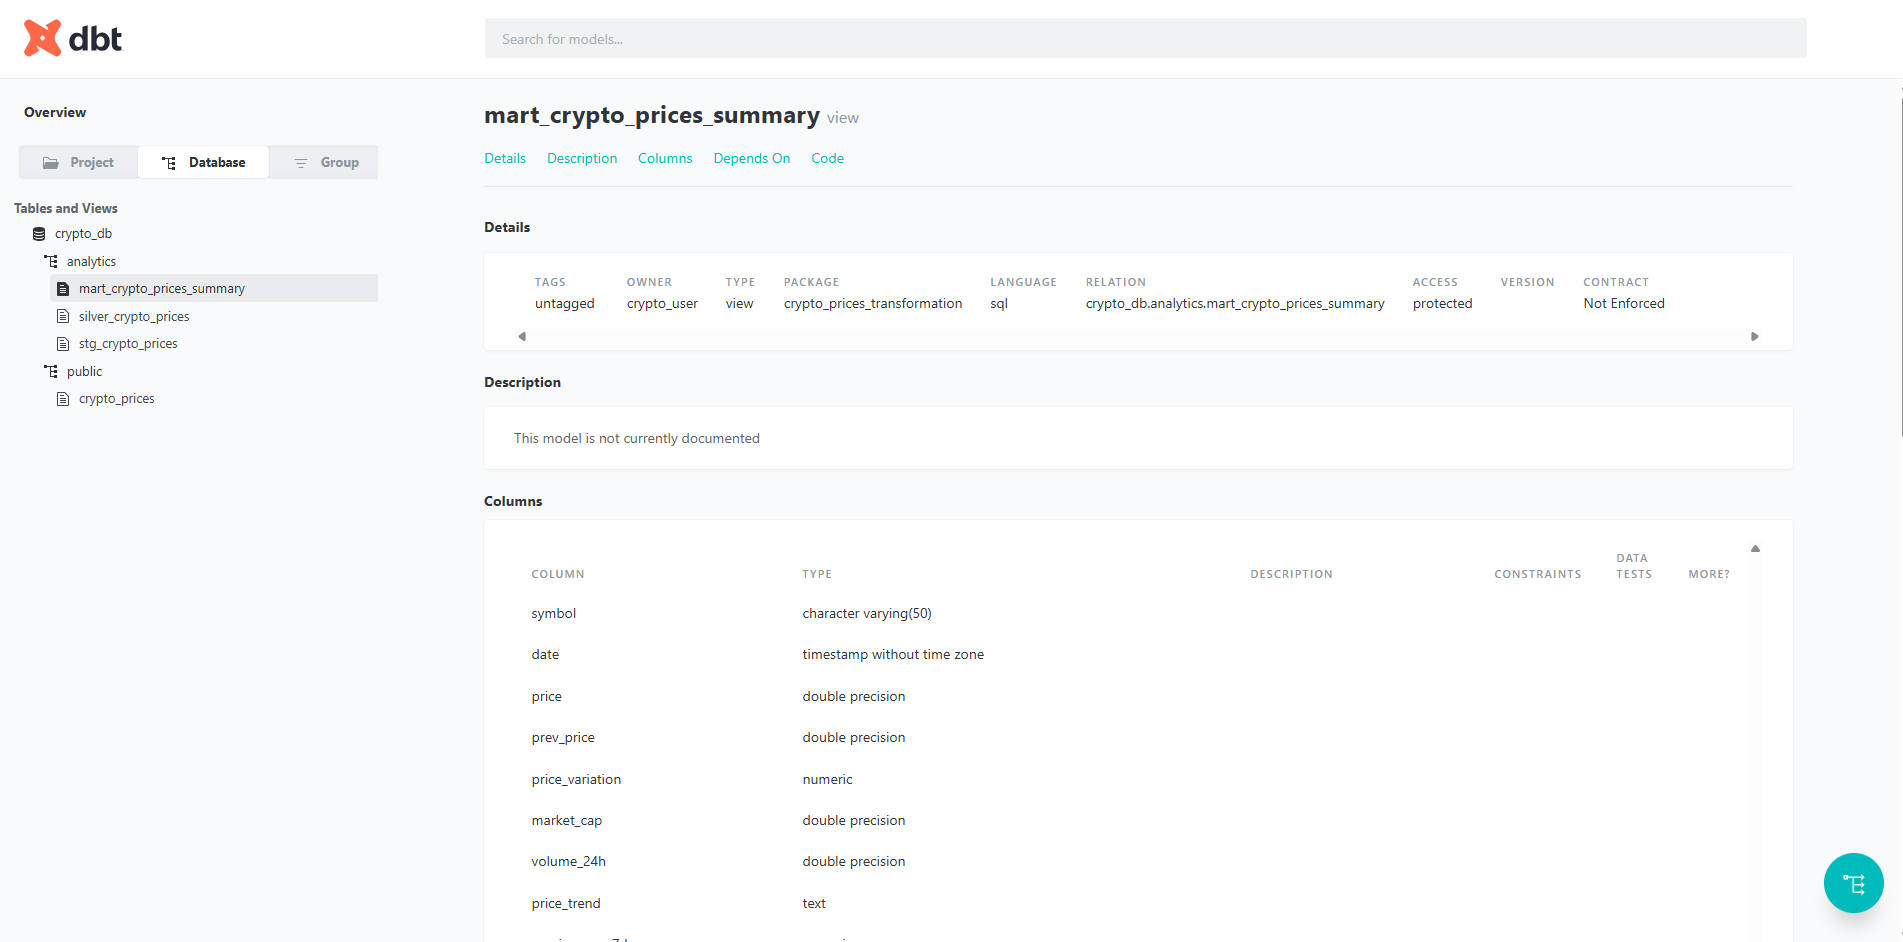 dbt
Search for models...
Overview
Project Database Group
Tables and Views
crypto_db
analytics
mart_crypto_prices_summary
silver_crypto_prices
stg_crypto_prices
public
crypto_prices
mart_crypto_prices_summary view
Details Description Columns Depends On Code
Details
TAGS OWNER TYPE PACKAGE LANGUAGE RELATION ACCESS VERSION CONTRACT
untagged crypto_user view crypto_prices_transformation sql crypto_db.analytics.mart_crypto_prices_summary protected Not Enforced
Description
This model is not currently documented
Columns
COLUMN TYPE DESCRIPTION CONSTRAINTS DATA TESTS MORE?
symbol character varying(50)
date timestamp without time zone
price double precision
prev_price double precision
price_variation numeric
market_cap double precision
volume_24h double precision
price_trend text